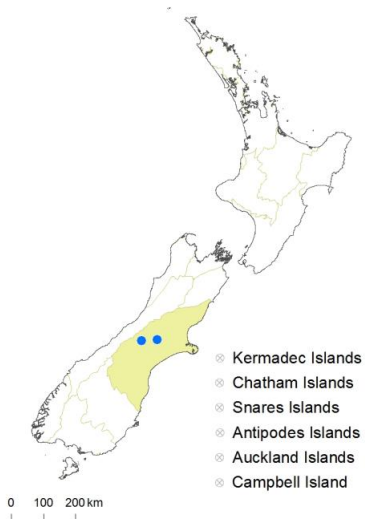 Kermadec Islands
Chatham Islands
Snares Islands
Antipodes Islands
Auckland Islands
Campbell Island
0 100 200 km